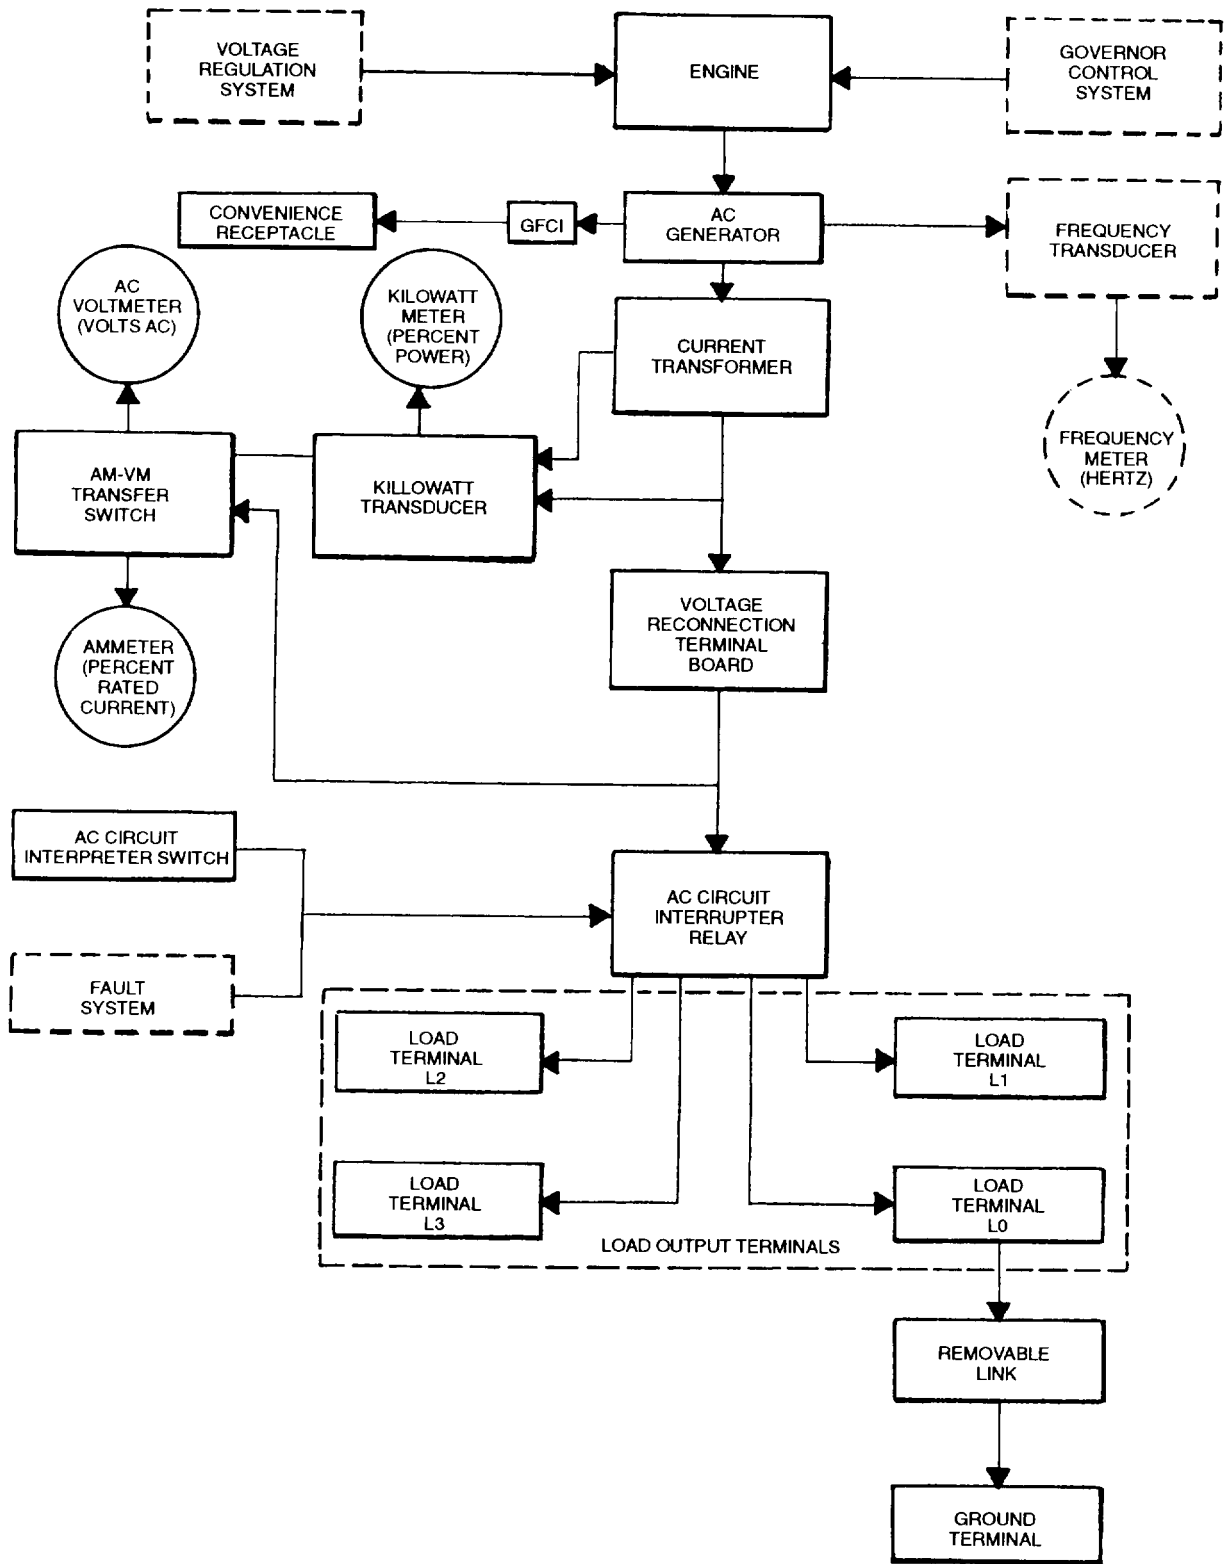 VOLTAGE
REGULATION
SYSTEM
ENGINE
GOVERNOR
CONTROL
SYSTEM
CONVENIENCE
RECEPTACLE
GFCI
AC
GENERATOR
FREQUENCY
TRANSDUCER
AC
VOLTMETER
(VOLTS AC)
KILOWATT
METER
(PERCENT
POWER)
CURRENT
TRANSFORMER
FREQUENCY
METER
(HERTZ)
AM-VM
TRANSFER
SWITCH
KILLOWATT
TRANSDUCER
VOLTAGE
RECONNECTION
TERMINAL
BOARD
AMMETER
(PERCENT
RATED
CURRENT)
AC CIRCUIT
INTERPRETER SWITCH
AC CIRCUIT
INTERRUPTER
RELAY
FAULT
SYSTEM
LOAD
TERMINAL
L2
LOAD
TERMINAL
L1
LOAD
TERMINAL
L3
LOAD
TERMINAL
L0
LOAD OUTPUT TERMINALS
REMOVABLE
LINK
GROUND
TERMINAL